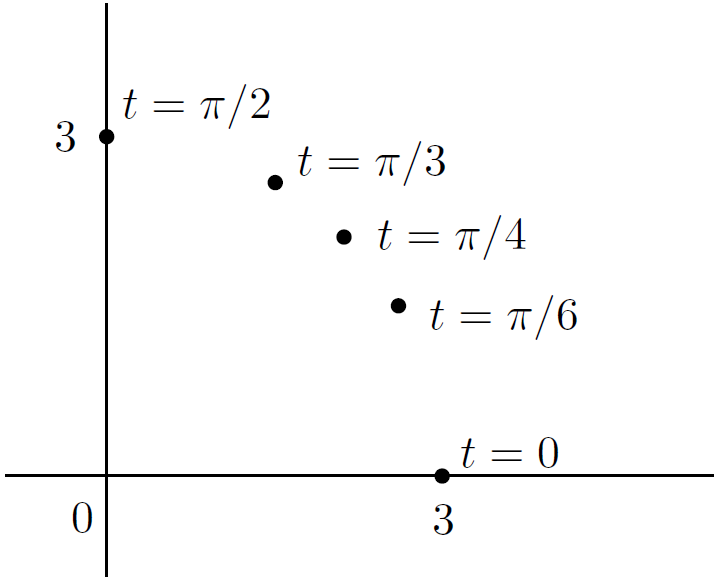 t = π/2
3
t = π/3
t = π/4
t = π/6
t = 0
0
3